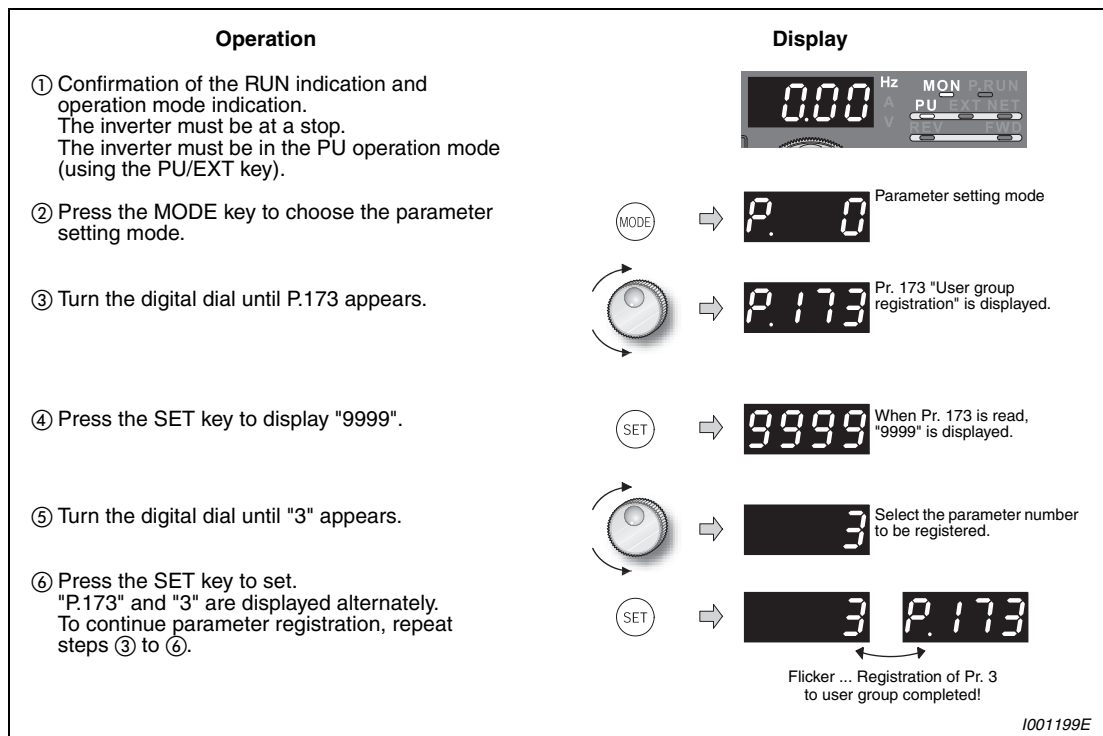 Operation
Display
① Confirmation of the RUN indication and
operation mode indication.
The inverter must be at a stop.
The inverter must be in the PU operation mode
(using the PU/EXT key).
0.00
Hz
A
V
MON P.RUN
PU EXT NET
REV FWD
② Press the MODE key to choose the parameter
setting mode.
MODE
P. 0
Parameter setting mode
③ Turn the digital dial until P.173 appears.
P.173
Pr. 173 "User group
registration" is displayed.
④ Press the SET key to display "9999".
SET
9999
When Pr. 173 is read,
"9999" is displayed.
⑤ Turn the digital dial until "3" appears.
3
Select the parameter number
to be registered.
⑥ Press the SET key to set.
"P.173" and "3" are displayed alternately.
To continue parameter registration, repeat
steps ③ to ⑥.
SET
3 P.173
Flicker ... Registration of Pr. 3
to user group completed!
I001199E